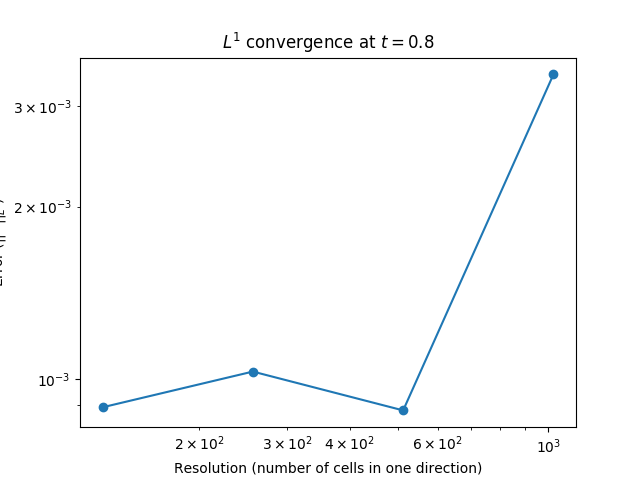 L¹ convergence at t = 0.8
3 × 10⁻³
2 × 10⁻³
10⁻³
2 × 10²
3 × 10²
4 × 10²
6 × 10²
10³
Resolution (number of cells in one direction)